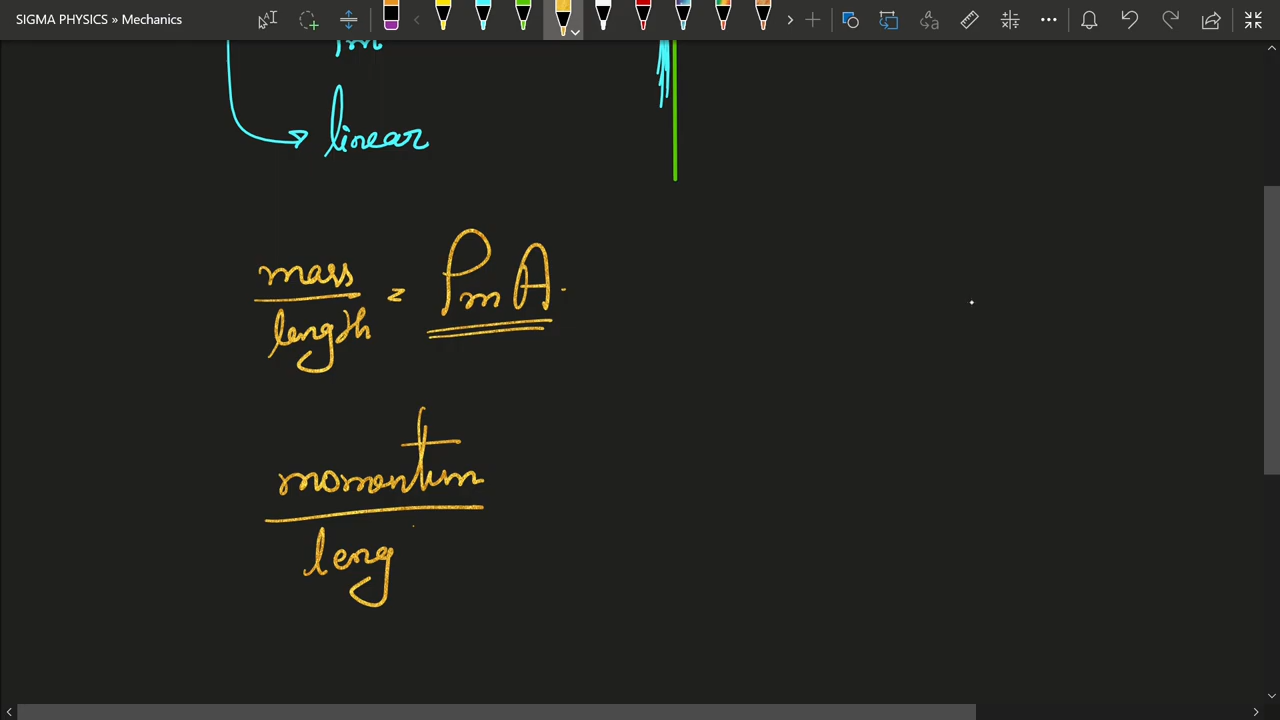 SIGMA PHYSICS » Mechanics
linear
mass
length = ρm A
momentum
leng